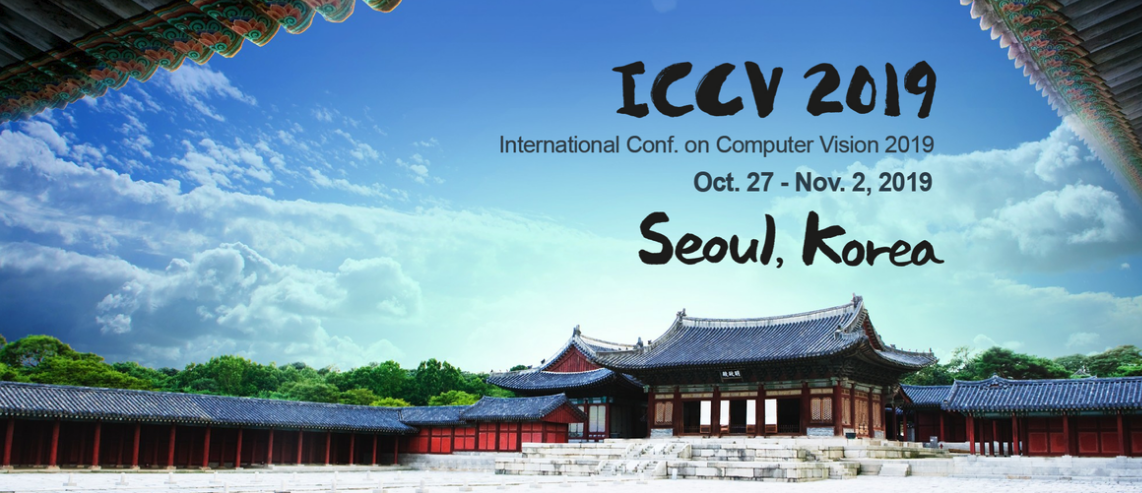 ICCV 2019
International Conf. on Computer Vision 2019
Oct. 27 - Nov. 2, 2019
Seoul, Korea